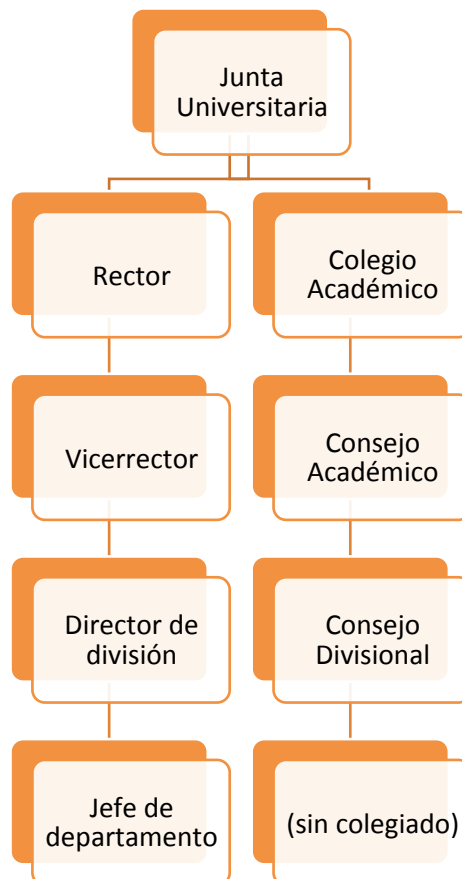 Junta
Universitaria
Rector
Colegio
Académico
Vicerrector
Consejo
Académico
Director de
división
Consejo
Divisional
Jefe de
departamento
(sin colegiado)